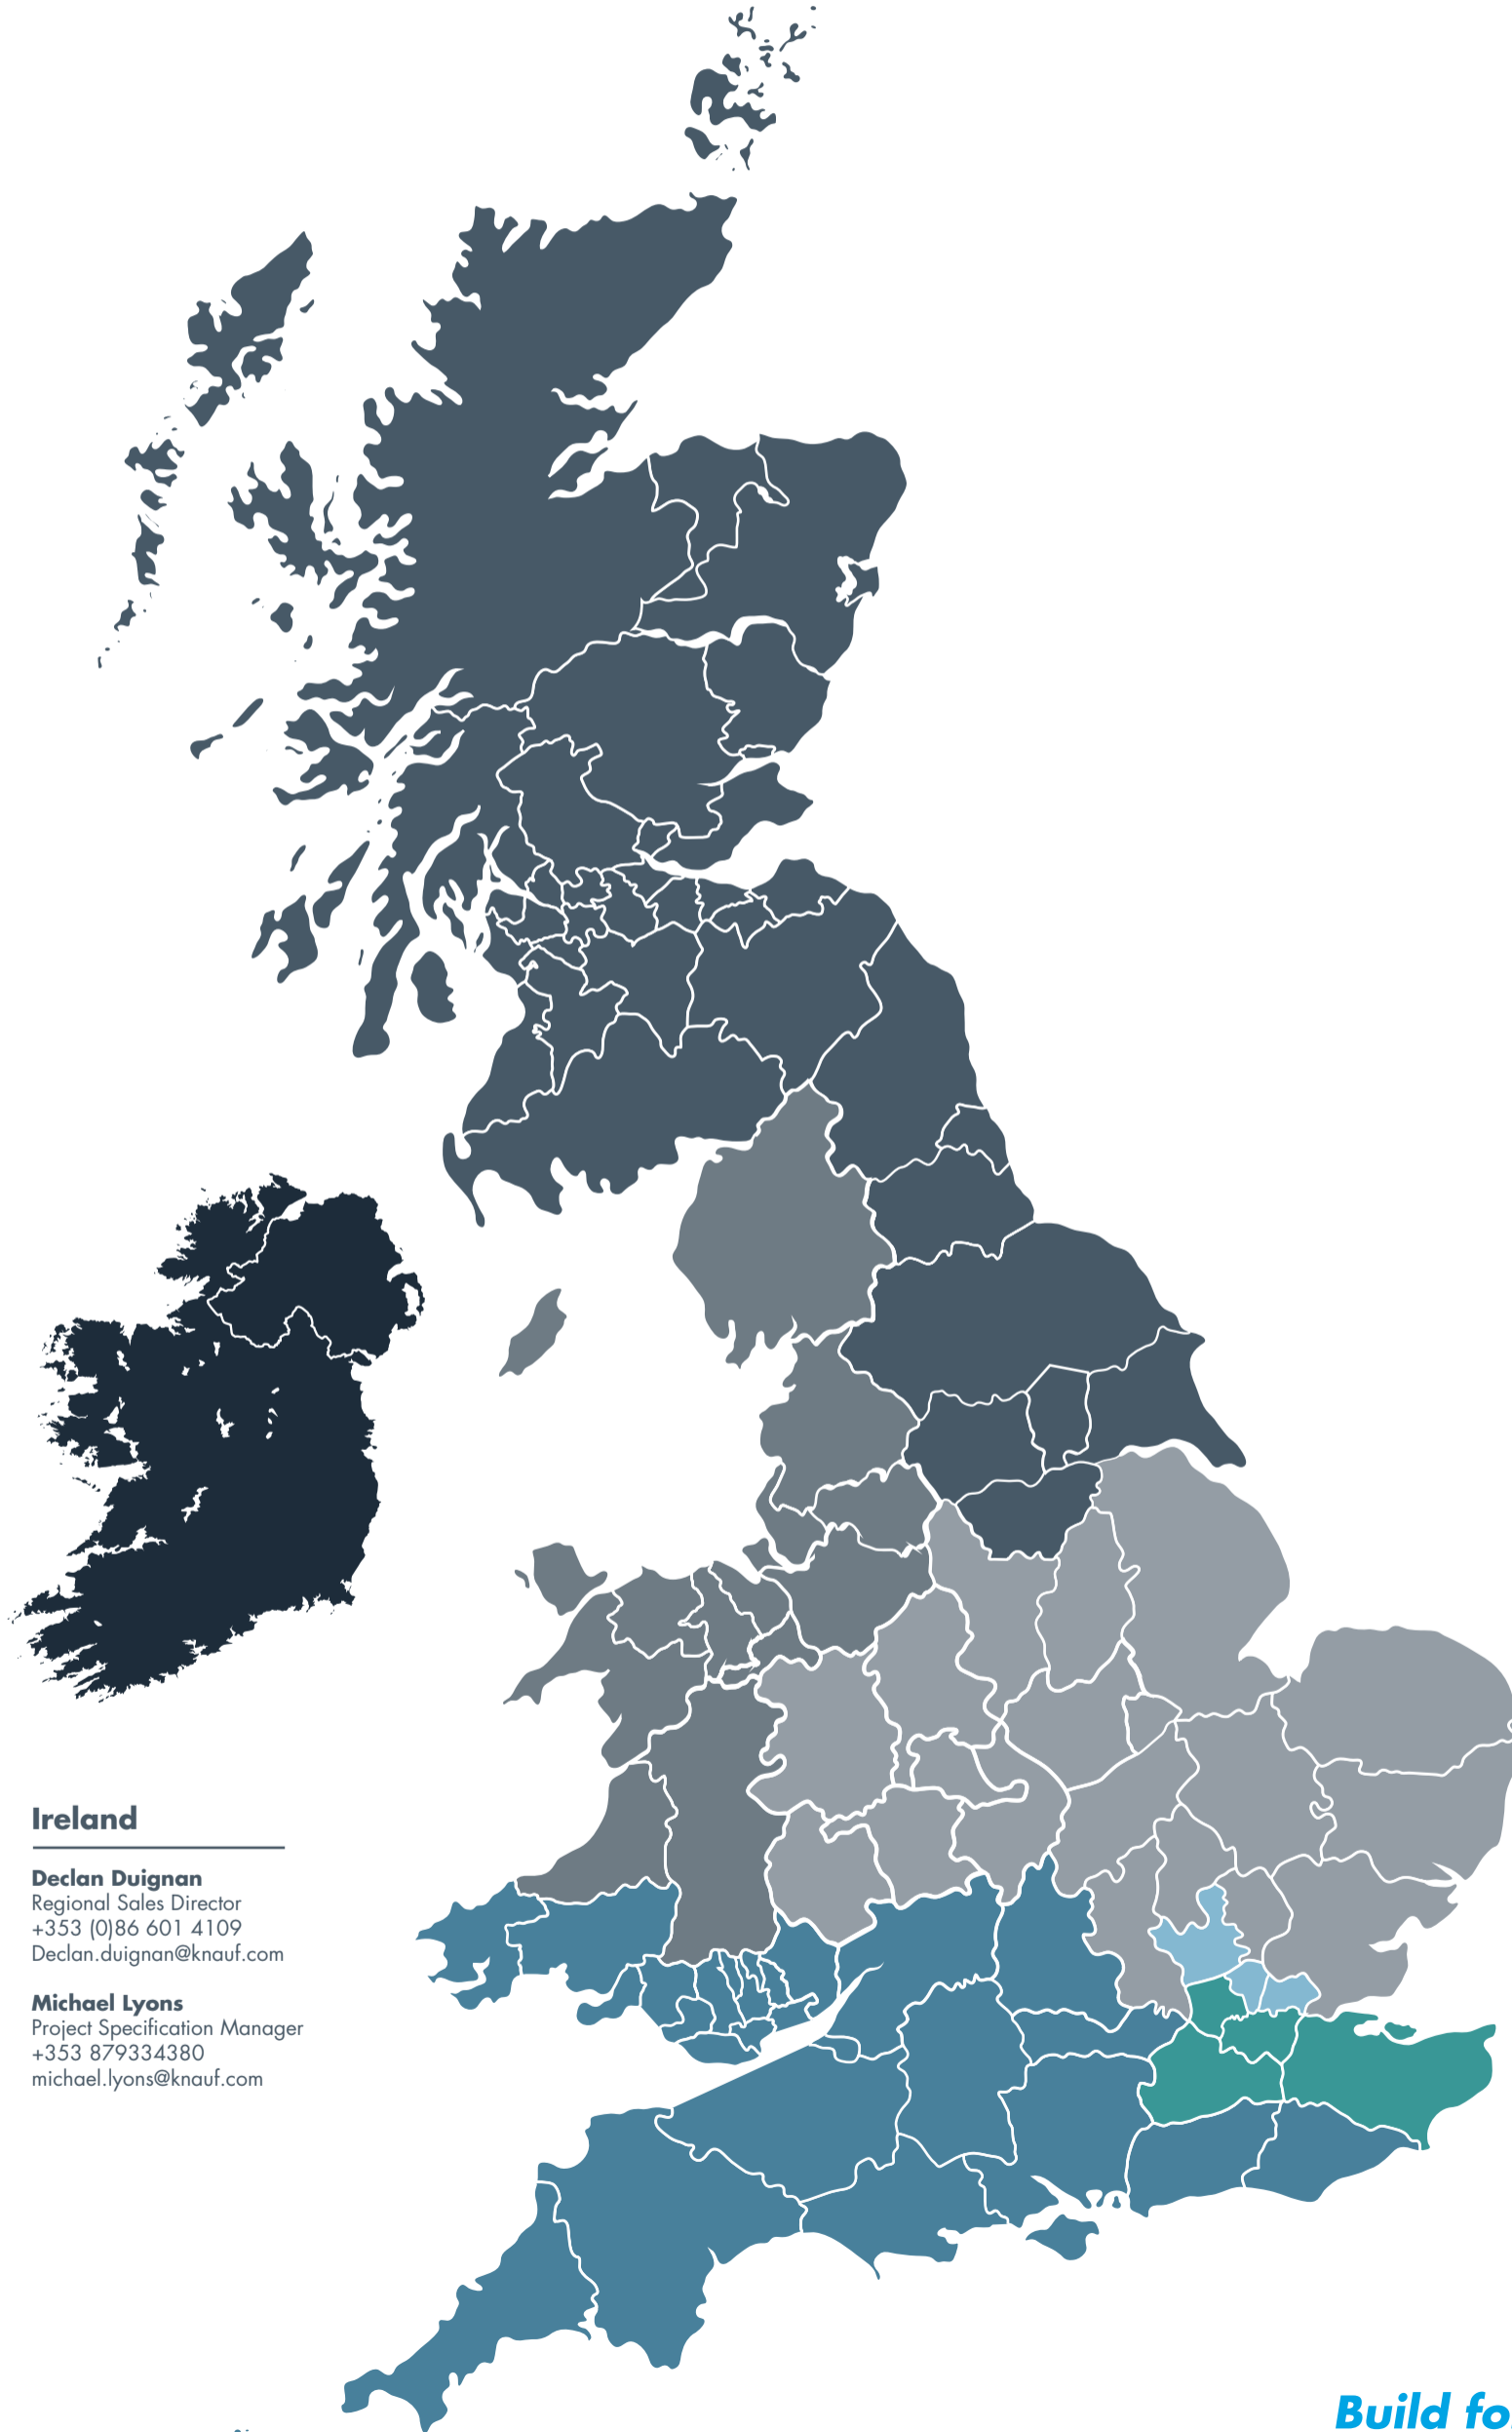 Ireland
Declan Duignan
Regional Sales Director
+353 (0)86 601 4109
Declan.duignan@knauf.com
Michael Lyons
Project Specification Manager
+353 879334380
michael.lyons@knauf.com
Build fo